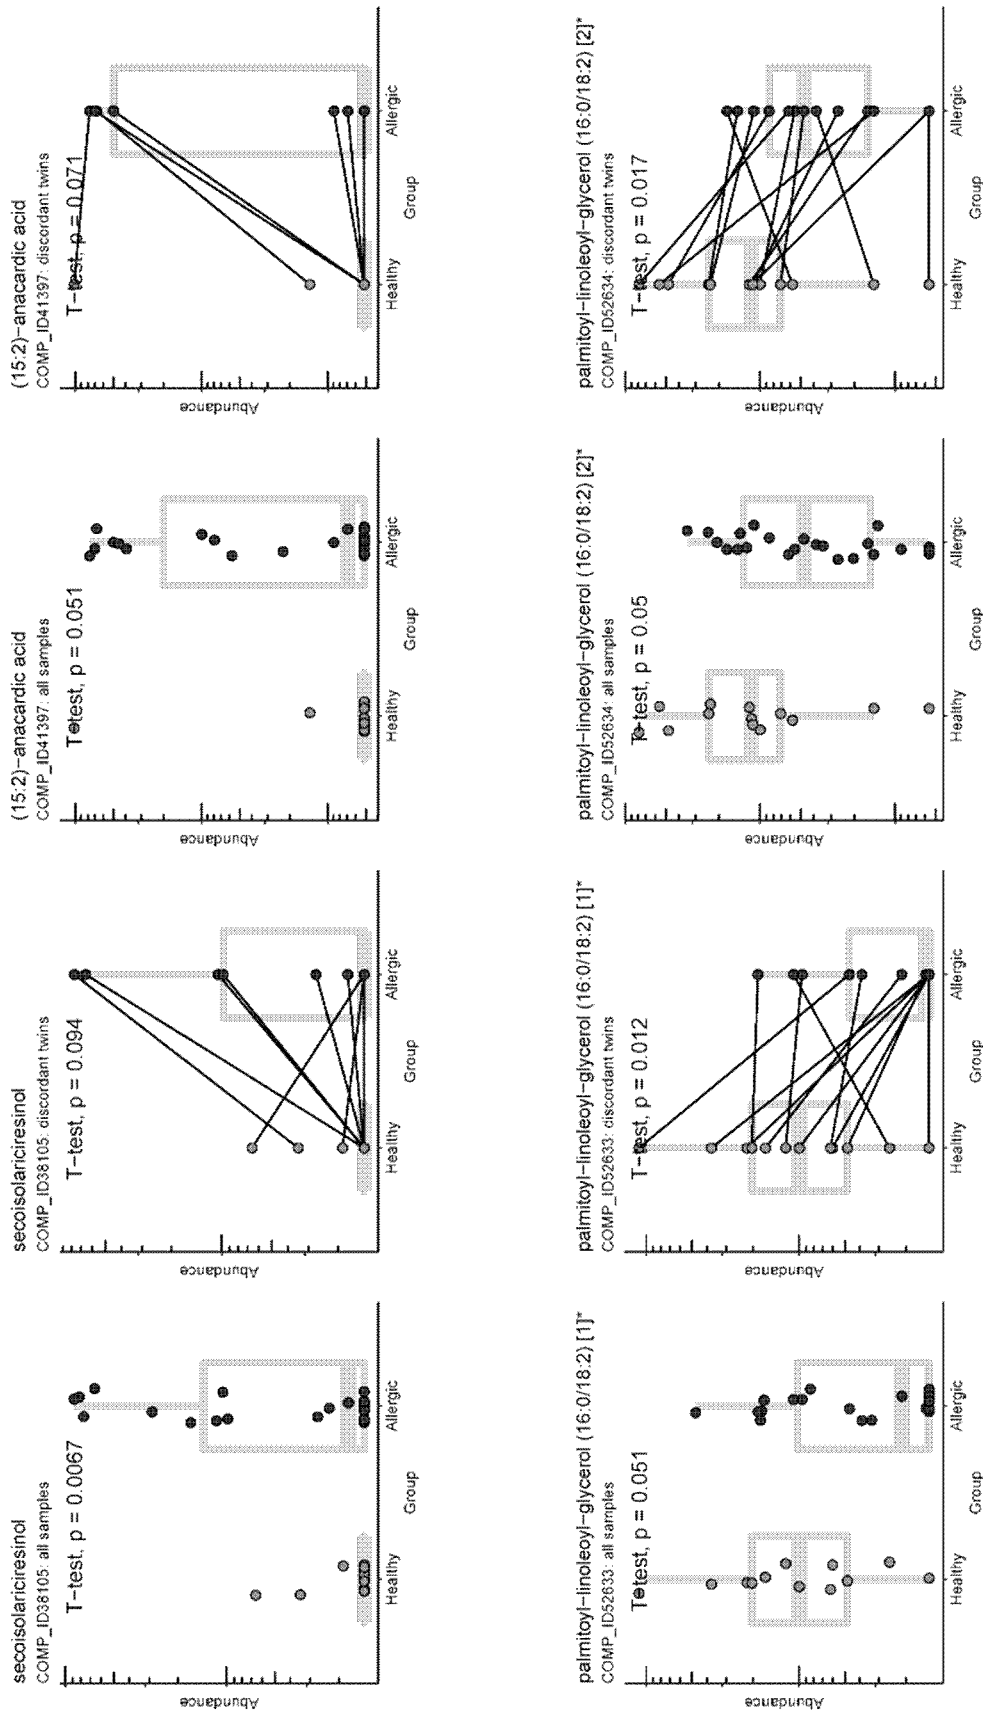 secoisolariciresinol
COMP_ID38105: all samples
T-test, p = 0.0067
Abundance
Healthy
Allergic
Group
secoisolariciresinol
COMP_ID38105: discordant twins
T-test, p = 0.094
Abundance
Healthy
Allergic
Group
(15:2)-anacardic acid
COMP_ID41397: all samples
T-test, p = 0.051
Abundance
Healthy
Allergic
Group
(15:2)-anacardic acid
COMP_ID41397: discordant twins
T-test, p = 0.071
Abundance
Healthy
Allergic
Group
palmitoyl-linoleoyl-glycerol (16:0/18:2) [1]*
COMP_ID52633: all samples
T-test, p = 0.051
Abundance
Healthy
Allergic
Group
palmitoyl-linoleoyl-glycerol (16:0/18:2) [1]*
COMP_ID52633: discordant twins
T-test, p = 0.012
Abundance
Healthy
Allergic
Group
palmitoyl-linoleoyl-glycerol (16:0/18:2) [2]*
COMP_ID52634: all samples
T-test, p = 0.05
Abundance
Healthy
Allergic
Group
palmitoyl-linoleoyl-glycerol (16:0/18:2) [2]*
COMP_ID52634: discordant twins
T-test, p = 0.017
Abundance
Healthy
Allergic
Group